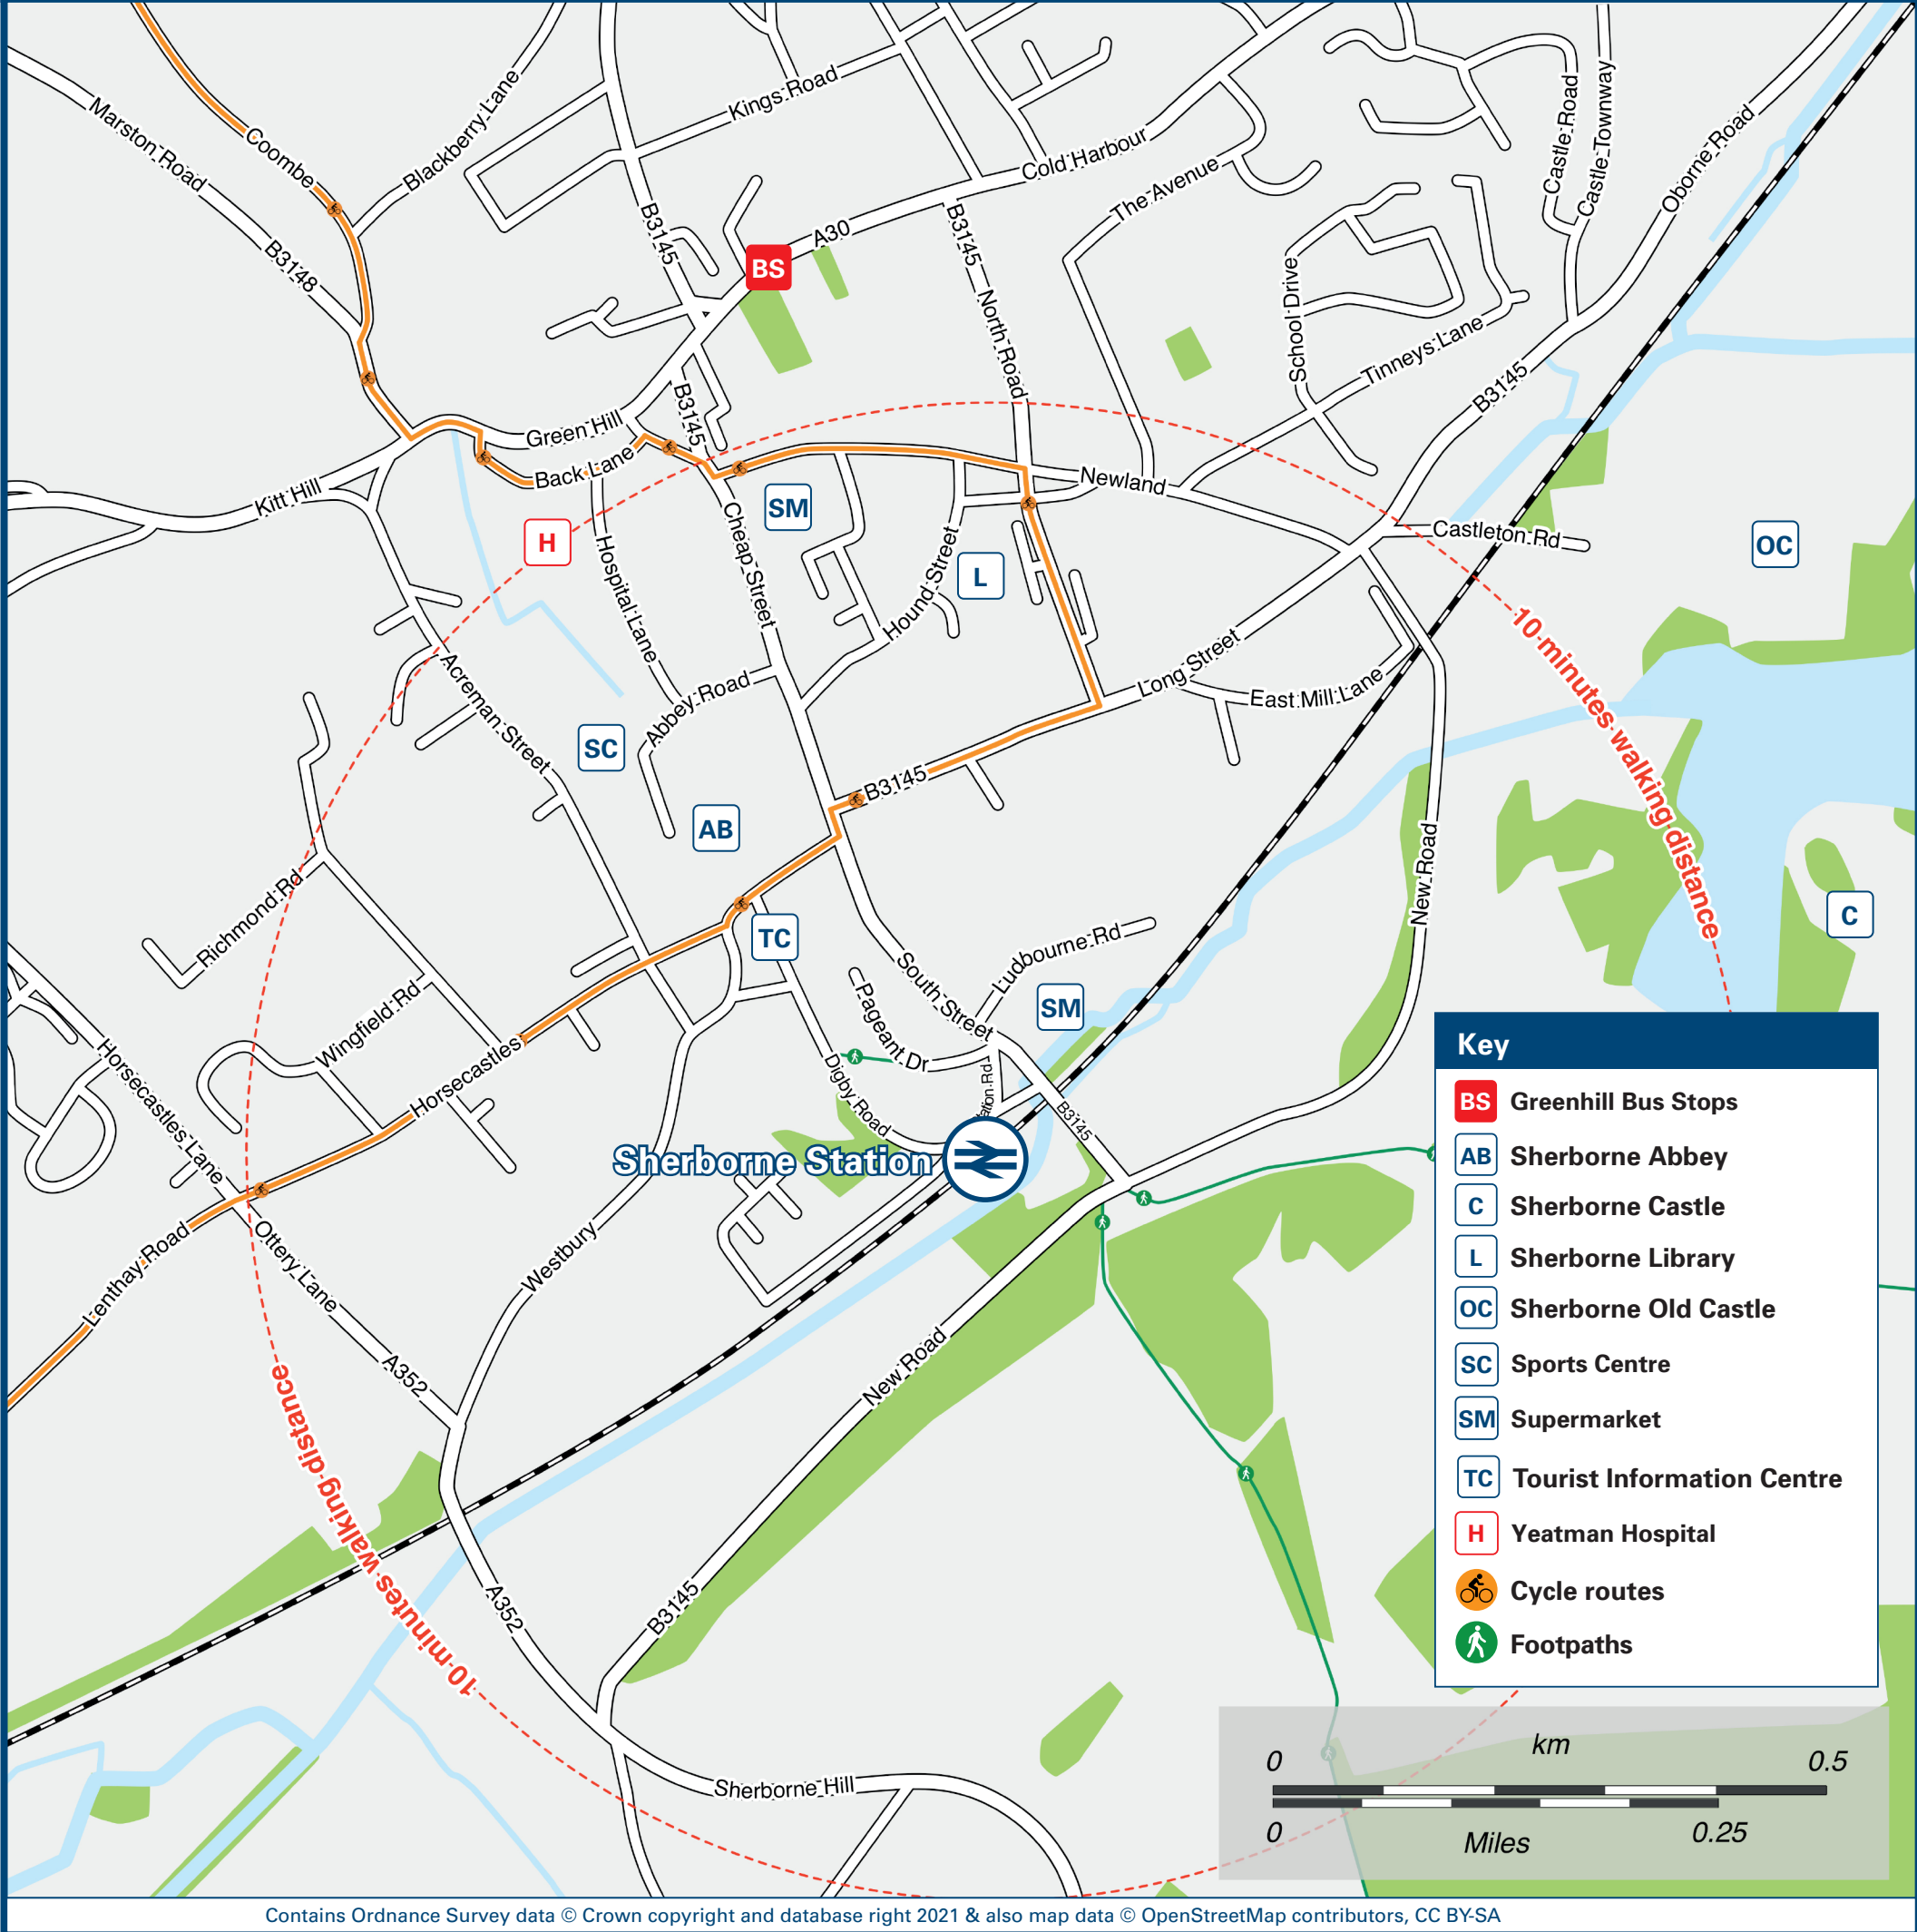 Coombe
Blackberry Lane
Marston Road
B3148
Kings Road
B3145
Cold Harbour
A30
BS
The Avenue
B3145
North Road
Castle Road
Castle Townway
Oborne Road
School Drive
Tinneys Lane
B3145
Green Hill
Back Lane
B3145
Kitt Hill
Newland
SM
H
Hospital Lane
Cheap Street
Hound Street
L
Castleton Rd
OC
10 minutes walking distance
Long Street
East Mill Lane
Abbey Road
Acreman Street
SC
AB
B3145
New Road
C
Richmond Rd
TC
Ludbourne Rd
South Street
SM
Pageant Dr
Wingfield Rd
Horsecastles
Horsecastles Lane
Digby Road
ation Rd
B3145
Sherborne Station
Lenthay Road
Ottery Lane
Westbury
A352
New Road
10 minutes walking distance
A352
B3145
Sherborne Hill
Key
BS Greenhill Bus Stops
AB Sherborne Abbey
C Sherborne Castle
L Sherborne Library
OC Sherborne Old Castle
SC Sports Centre
SM Supermarket
TC Tourist Information Centre
H Yeatman Hospital
Cycle routes
Footpaths
km
0 0.5
0 0.25
Miles
Contains Ordnance Survey data © Crown copyright and database right 2021 & also map data © OpenStreetMap contributors, CC BY-SA